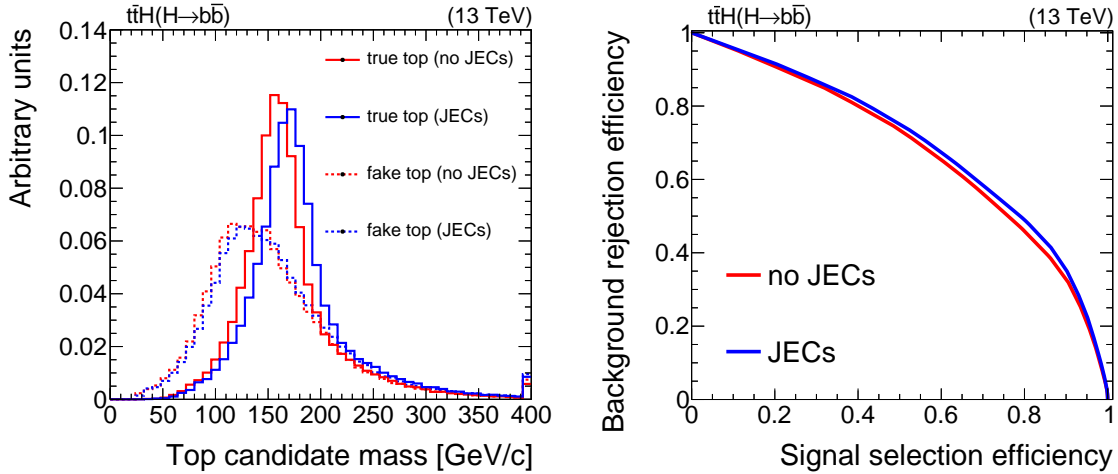 tt̄H(H→bb̄) (13 TeV)
Arbitrary units
0.14
0.12
0.1
0.08
0.06
0.04
0.02
0
true top (no JECs)
true top (JECs)
fake top (no JECs)
fake top (JECs)
0 50 100 150 200 250 300 350 400
Top candidate mass [GeV/c]
tt̄H(H→bb̄) (13 TeV)
Background rejection efficiency
1
0.8
0.6
0.4
0.2
0
no JECs
JECs
0 0.2 0.4 0.6 0.8 1
Signal selection efficiency